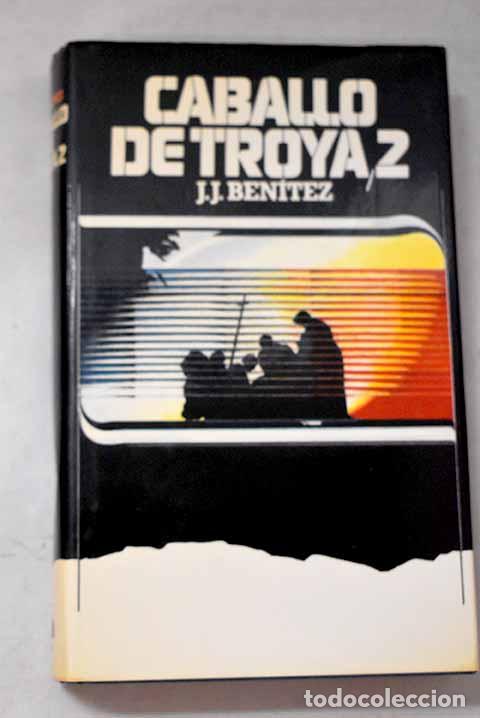 CABALLO
DE TROYA, 2
J.J. BENÍTEZ
todocoleccion